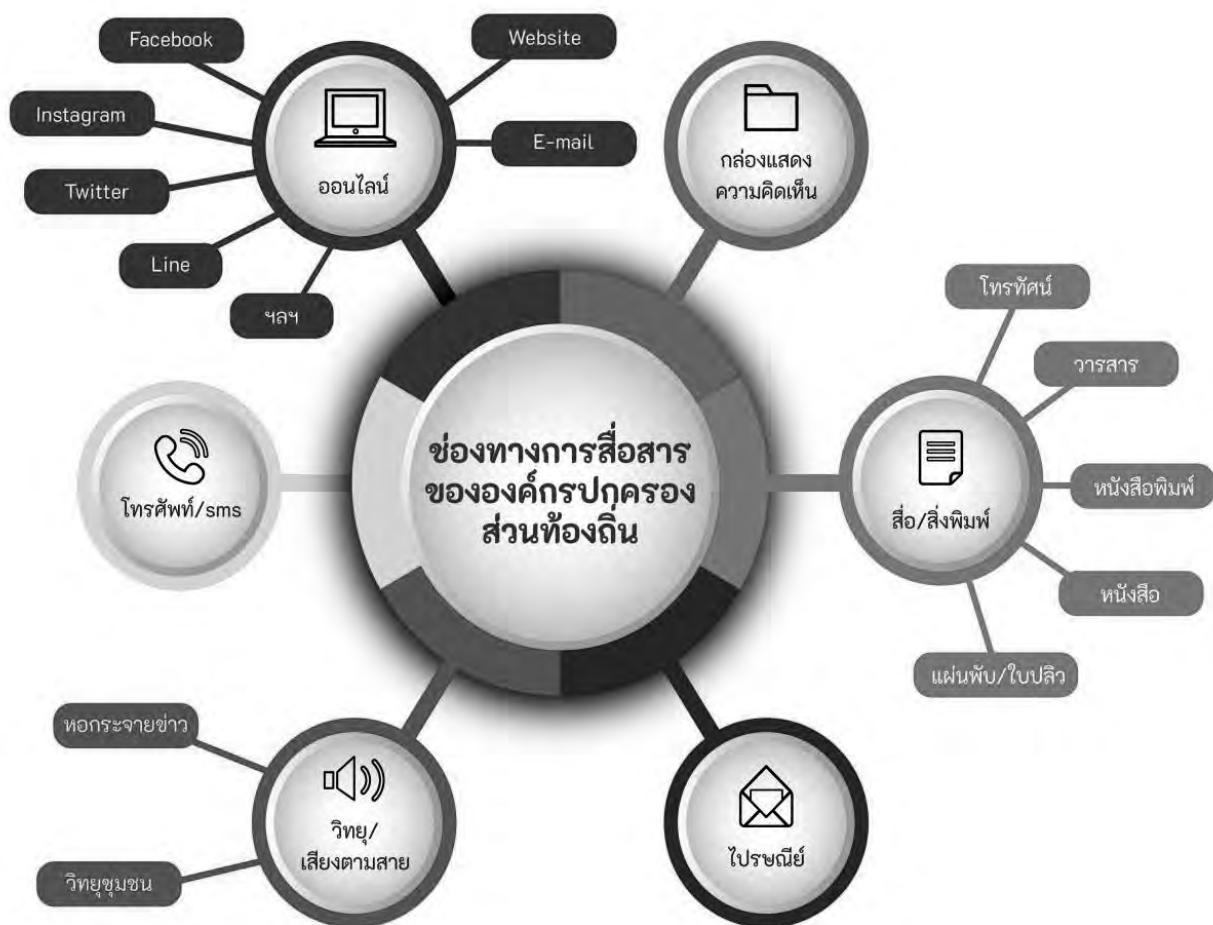 Facebook
Website
Instagram
E-mail
Twitter
ออนไลน์
Line
ฯลฯ
กล่องแสดง
ความคิดเห็น
โทรทัศน์
วารสาร
หนังสือพิมพ์
สื่อ/สิ่งพิมพ์
หนังสือ
แผ่นพับ/ใบปลิว
ช่องทางการสื่อสาร
ขององค์กรปกครอง
ส่วนท้องถิ่น
โทรศัพท์/sms
หอกระจายข่าว
วิทยุ/
เสียงตามสาย
วิทยุชุมชน
ไปรษณีย์